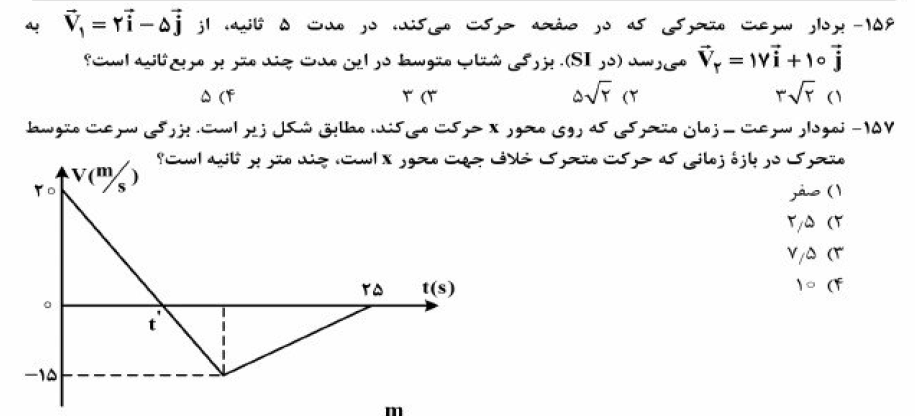 ۱۵۶- بردار سرعت متحرکی که در صفحه حرکت می‌کند، در مدت ۵ ثانیه، از V⃗₁ = ۲i⃗ − ۵j⃗ به
V⃗₂ = ۱۷i⃗ + ۱۰j⃗ می‌رسد (در SI). بزرگی شتاب متوسط در این مدت چند متر بر مربع ثانیه است؟
۱) ۳√۲ ۲) ۵√۲ ۳) ۳ ۴) ۵
۱۵۷- نمودار سرعت – زمان متحرکی که روی محور x حرکت می‌کند، مطابق شکل زیر است. بزرگی سرعت متوسط
متحرک در بازهٔ زمانی که حرکت متحرک خلاف جهت محور x است، چند متر بر ثانیه است؟
۱) صفر
۲) ۲٫۵
۳) ۷٫۵
۴) ۱۰
V(m/s)
۲۰
۰
t'
۲۵
t(s)
−۱۵
m